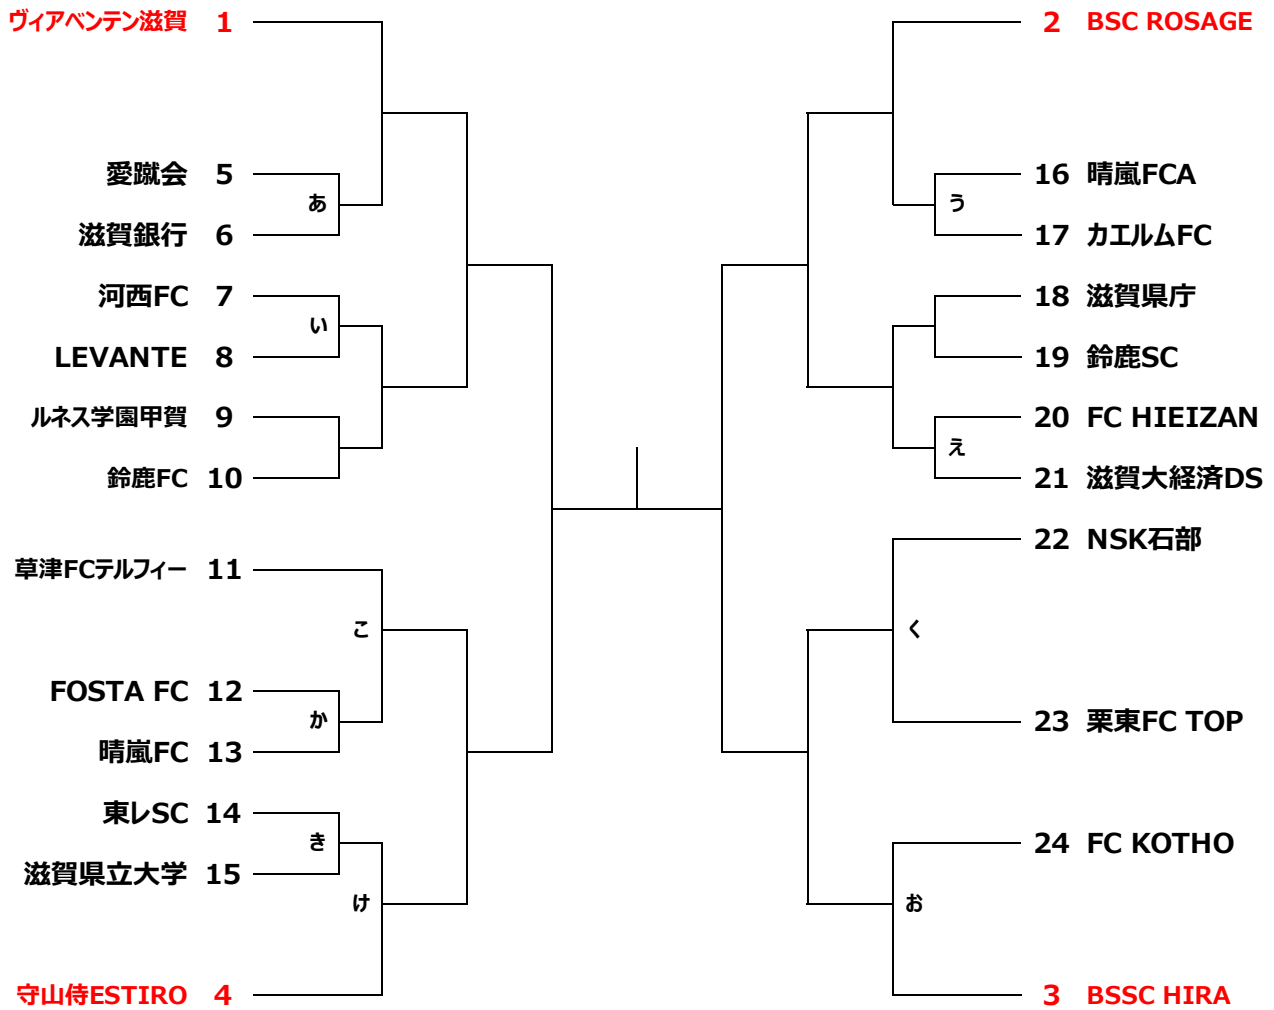 ヴィアベンテン滋賀 1
愛蹴会 5
あ
滋賀銀行 6
河西FC 7
い
LEVANTE 8
ルネス学園甲賀 9
鈴鹿FC 10
草津FCテルフィー 11
こ
FOSTA FC 12
か
晴嵐FC 13
東レSC 14
き
滋賀県立大学 15
け
守山侍ESTIRO 4
2 BSC ROSAGE
16 晴嵐FCA
う
17 カエルムFC
18 滋賀県庁
19 鈴鹿SC
20 FC HIEIZAN
え
21 滋賀大経済DS
22 NSK石部
く
23 栗東FC TOP
24 FC KOTHO
お
3 BSSC HIRA